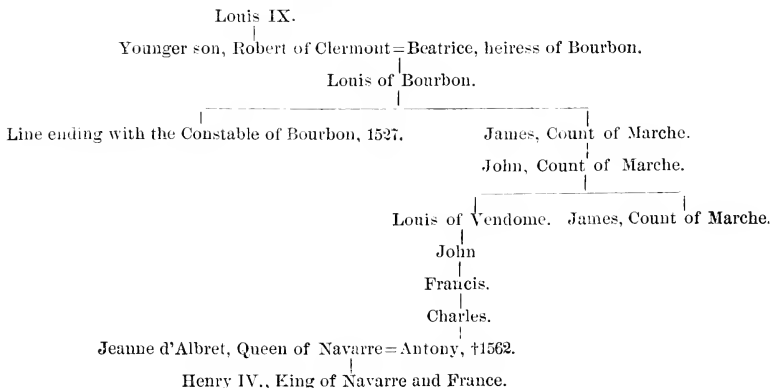 Louis IX.
Younger son, Robert of Clermont=Beatrice, heiress of Bourbon.
Louis of Bourbon.
Line ending with the Constable of Bourbon, 1527. James, Count of Marche.
John, Count of Marche.
Louis of Vendome. James, Count of Marche.
John
Francis.
Charles.
Jeanne d'Albret, Queen of Navarre=Antony, †1562.
Henry IV., King of Navarre and France.